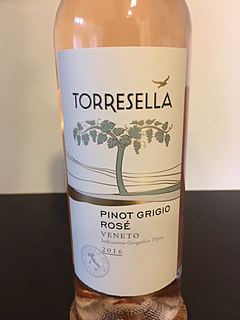 TORRESELLA
PINOT GRIGIO
ROSÉ
VENETO
Indicazione Geografica Tipica
2016